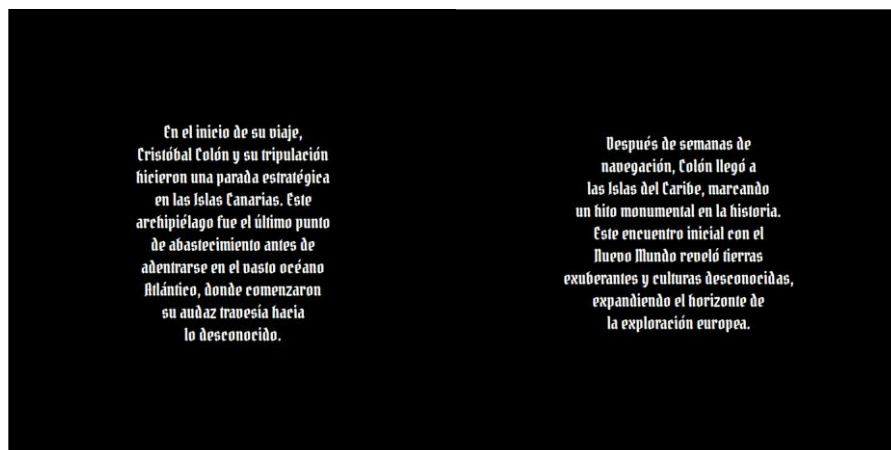 En el inicio de su viaje,
Cristóbal Colón y su tripulación
hicieron una parada estratégica
en las Islas Canarias. Este
archipiélago fue el último punto
de abastecimiento antes de
adentrarse en el vasto océano
Atlántico, donde comenzaron
su audaz travesía hacia
lo desconocido.
Después de semanas de
navegación, Colón llegó a
las Islas del Caribe, marcando
un hito monumental en la historia.
Este encuentro inicial con el
Nuevo Mundo reveló tierras
exuberantes y culturas desconocidas,
expandiendo el horizonte de
la exploración europea.